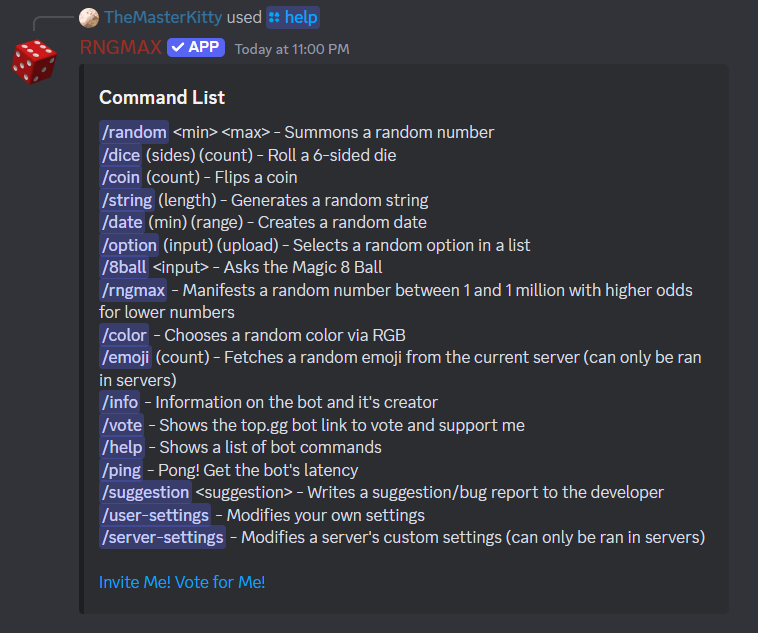 TheMasterKitty used help
RNGMAX ✓ APP Today at 11:00 PM
Command List
/random <min> <max> - Summons a random number
/dice (sides) (count) - Roll a 6-sided die
/coin (count) - Flips a coin
/string (length) - Generates a random string
/date (min) (range) - Creates a random date
/option (input) (upload) - Selects a random option in a list
/8ball <input> - Asks the Magic 8 Ball
/rngmax - Manifests a random number between 1 and 1 million with higher odds
for lower numbers
/color - Chooses a random color via RGB
/emoji (count) - Fetches a random emoji from the current server (can only be ran
in servers)
/info - Information on the bot and it's creator
/vote - Shows the top.gg bot link to vote and support me
/help - Shows a list of bot commands
/ping - Pong! Get the bot's latency
/suggestion <suggestion> - Writes a suggestion/bug report to the developer
/user-settings - Modifies your own settings
/server-settings - Modifies a server's custom settings (can only be ran in servers)
Invite Me! Vote for Me!